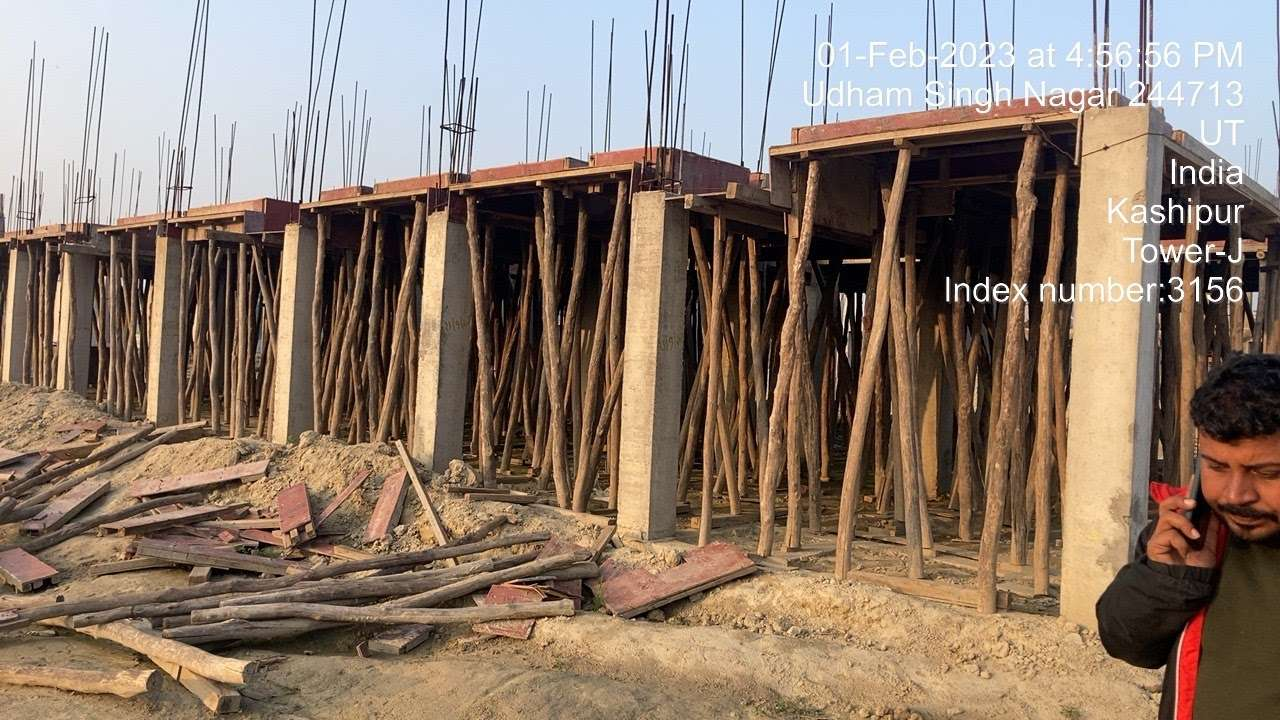 01-Feb-2023 at 4:56:56 PM
Udham Singh Nagar 244713
UT
India
Kashipur
Tower-J
Index number:3156